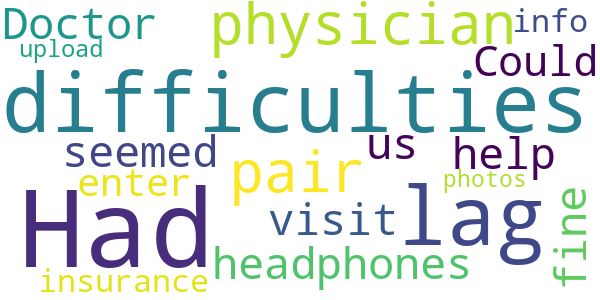 Doctor
physician
info
upload
Could
difficulties
us
seemed
help
pair
enter
photos
Had
lag
visit
fine
headphones
insurance